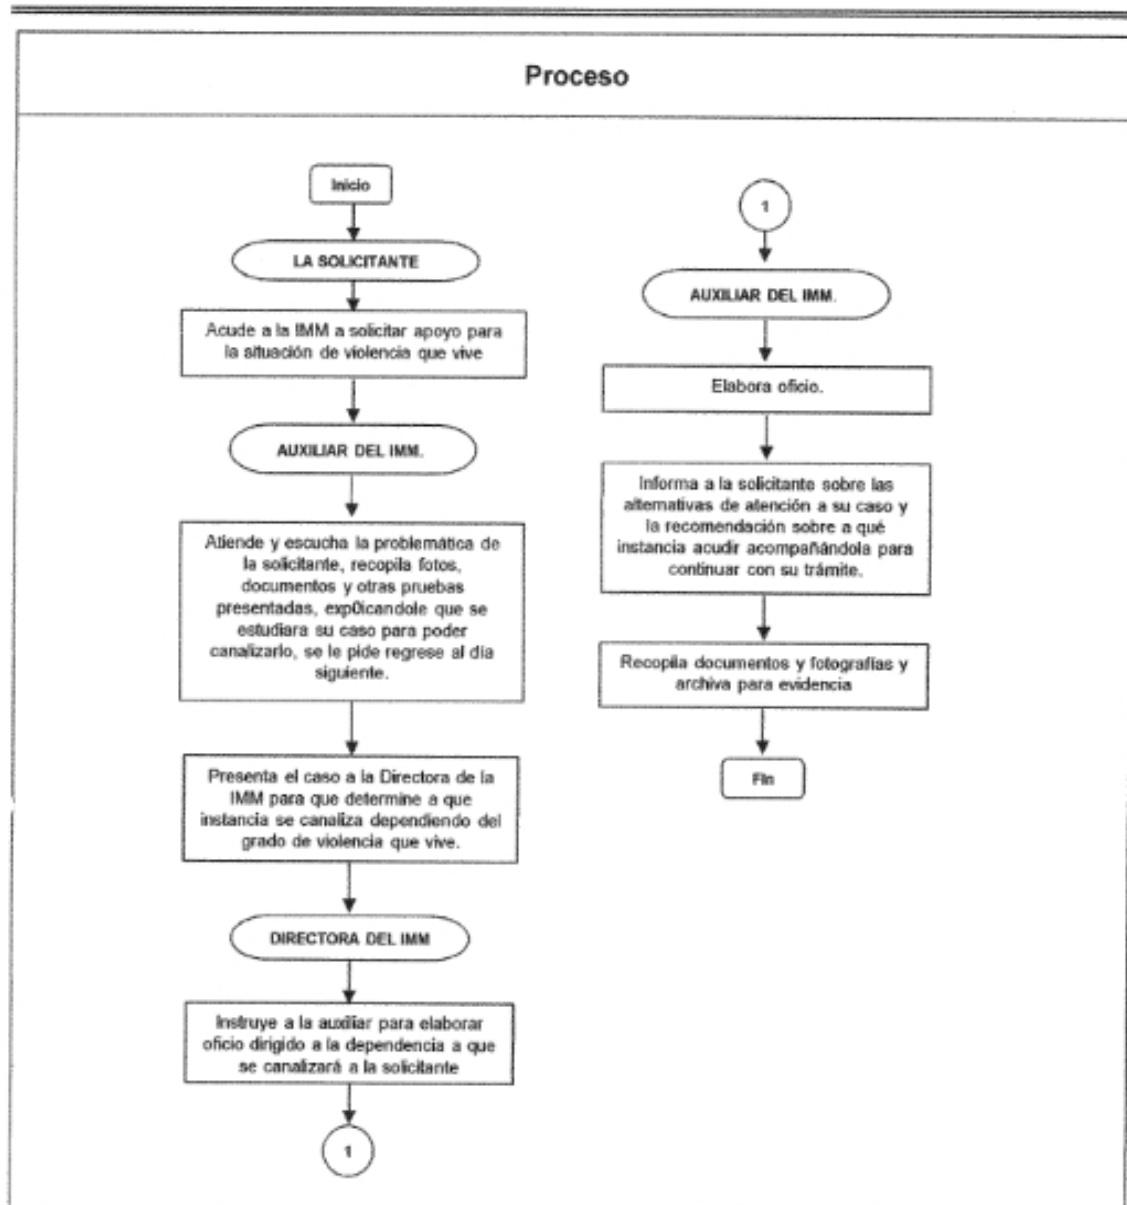 Proceso
Inicio
LA SOLICITANTE
Acude a la IMM a solicitar apoyo para
la situación de violencia que vive
AUXILIAR DEL IMM.
Atiende y escucha la problemática de
la solicitante, recopila fotos,
documentos y otras pruebas
presentadas, exp0icandole que se
estudiara su caso para poder
canalizarlo, se le pide regrese al día
siguiente.
Presenta el caso a la Directora de la
IMM para que determine a que
instancia se canaliza dependiendo del
grado de violencia que vive.
DIRECTORA DEL IMM
Instruye a la auxiliar para elaborar
oficio dirigido a la dependencia a que
se canalizará a la solicitante
1
1
AUXILIAR DEL IMM.
Elabora oficio.
Informa a la solicitante sobre las
alternativas de atención a su caso y
la recomendación sobre a qué
instancia acudir acompañándola para
continuar con su trámite.
Recopila documentos y fotografías y
archiva para evidencia
Fin